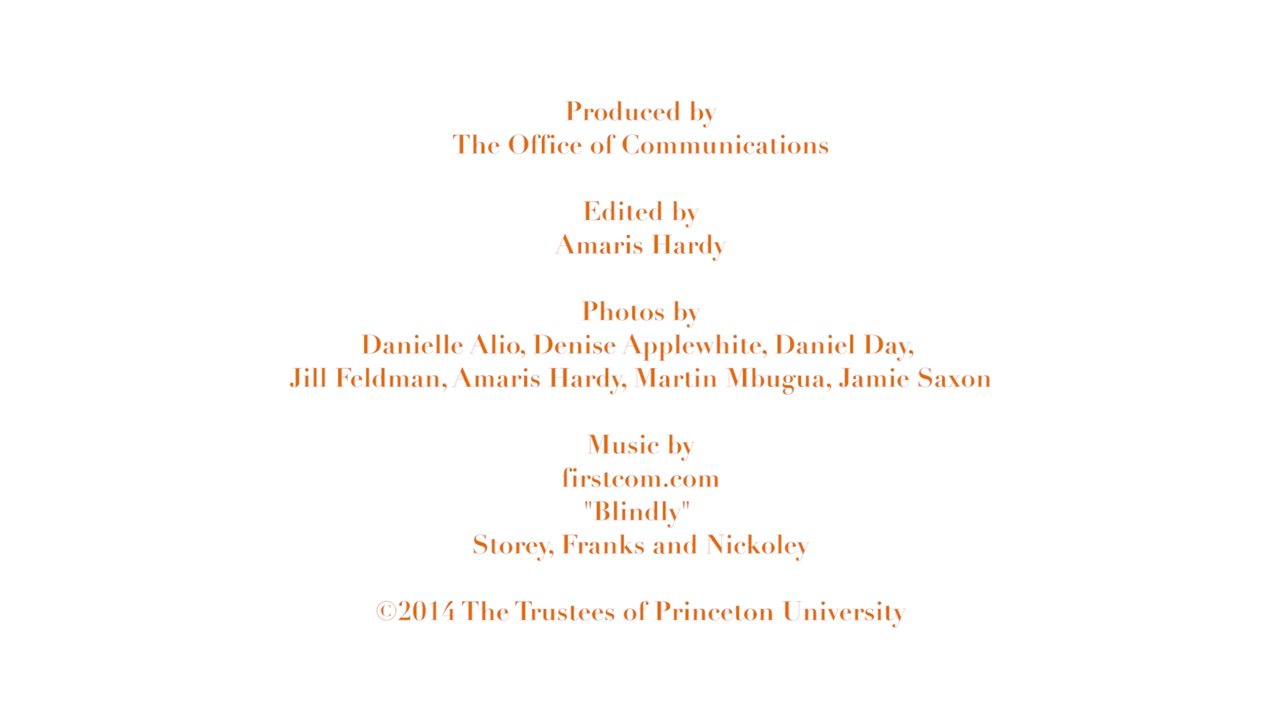 Produced by
The Office of Communications
Edited by
Amaris Hardy
Photos by
Danielle Alio, Denise Applewhite, Daniel Day,
Jill Feldman, Amaris Hardy, Martin Mbugua, Jamie Saxon
Music by
firstcom.com
"Blindly"
Storey, Franks and Nickoley
©2014 The Trustees of Princeton University